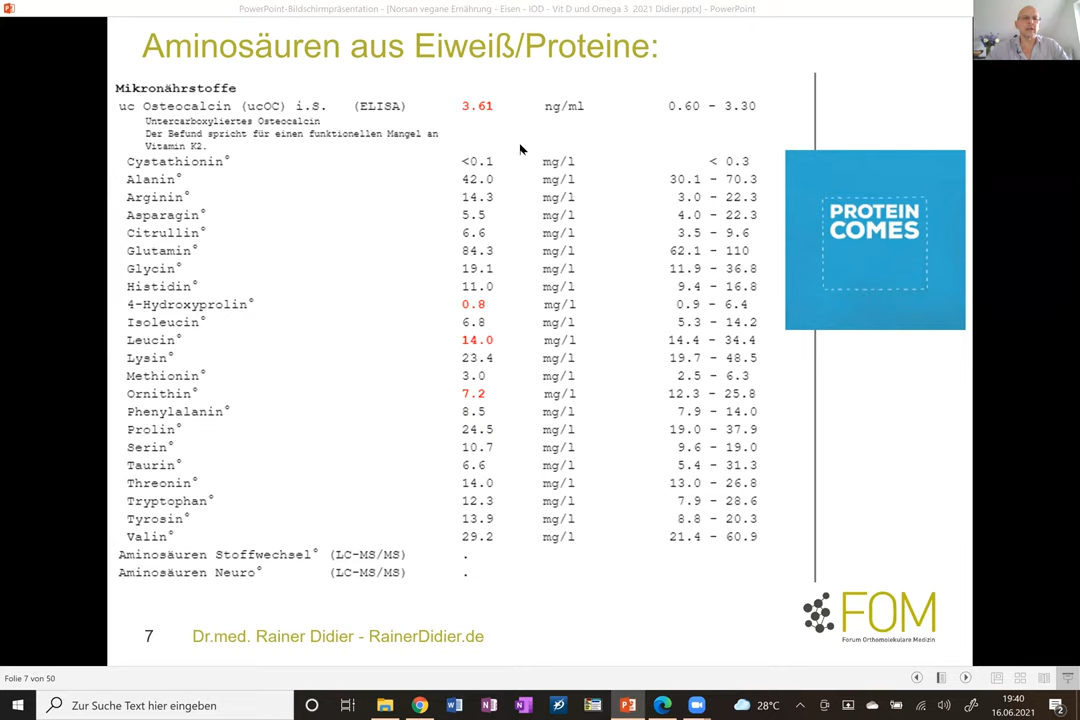 PowerPoint-Bildschirmpräsentation - [Norsan vegane Ernährung - Eisen - IOD - Vit D und Omega 3 2021 Didier.pptx] - PowerPoint
Aminosäuren aus Eiweiß/Proteine:
Mikronährstoffe
uc Osteocalcin (ucOC) i.S. (ELISA) 3.61 ng/ml 0.60 - 3.30
Untercarboxyliertes Osteocalcin
Der Befund spricht für einen funktionellen Mangel an
Vitamin K2.
Cystathionin° <0.1 mg/l < 0.3
Alanin° 42.0 mg/l 30.1 - 70.3
Arginin° 14.3 mg/l 3.0 - 22.3
Asparagin° 5.5 mg/l 4.0 - 22.3
Citrullin° 6.6 mg/l 3.5 - 9.6
Glutamin° 84.3 mg/l 62.1 - 110
Glycin° 19.1 mg/l 11.9 - 36.8
Histidin° 11.0 mg/l 9.4 - 16.8
4-Hydroxyprolin° 0.8 mg/l 0.9 - 6.4
Isoleucin° 6.8 mg/l 5.3 - 14.2
Leucin° 14.0 mg/l 14.4 - 34.4
Lysin° 23.4 mg/l 19.7 - 48.5
Methionin° 3.0 mg/l 2.5 - 6.3
Ornithin° 7.2 mg/l 12.3 - 25.8
Phenylalanin° 8.5 mg/l 7.9 - 14.0
Prolin° 24.5 mg/l 19.0 - 37.9
Serin° 10.7 mg/l 9.6 - 19.0
Taurin° 6.6 mg/l 5.4 - 31.3
Threonin° 14.0 mg/l 13.0 - 26.8
Tryptophan° 12.3 mg/l 7.9 - 28.6
Tyrosin° 13.9 mg/l 8.8 - 20.3
Valin° 29.2 mg/l 21.4 - 60.9
Aminosäuren Stoffwechsel° (LC-MS/MS) .
Aminosäuren Neuro° (LC-MS/MS) .
PROTEIN
COMES
FOM
Forum Orthomolekulare Medizin
7 Dr.med. Rainer Didier - RainerDidier.de
Folie 7 von 50
Zur Suche Text hier eingeben
28°C
19:40
16.06.2021
2